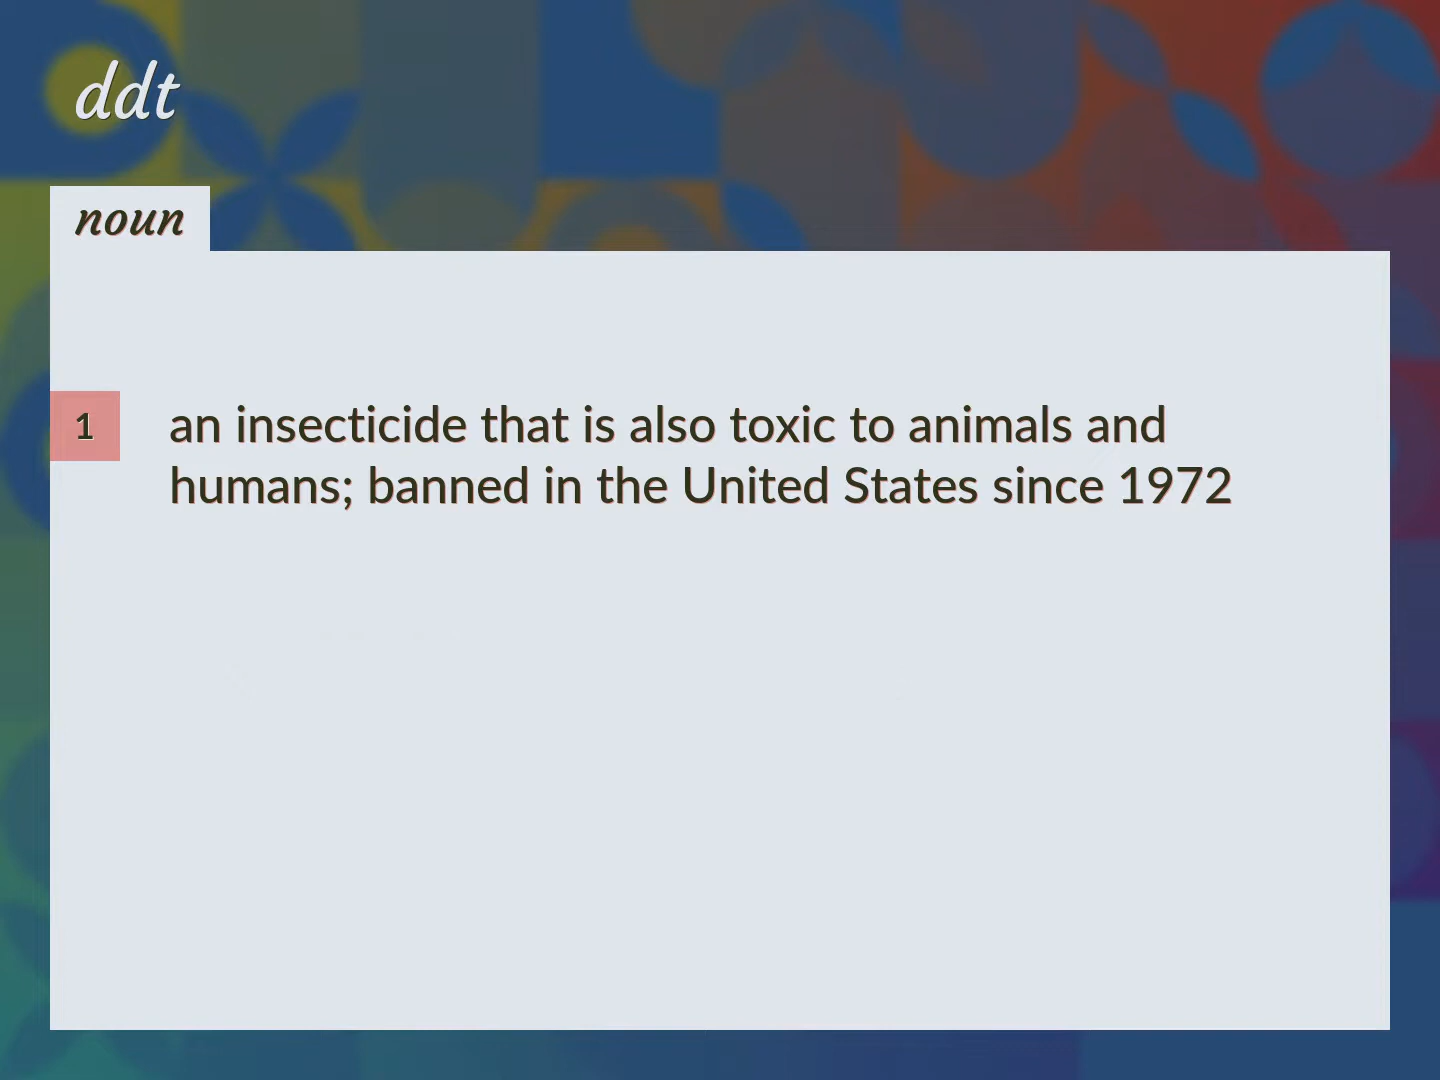 ddt
noun
1
an insecticide that is also toxic to animals and
humans; banned in the United States since 1972